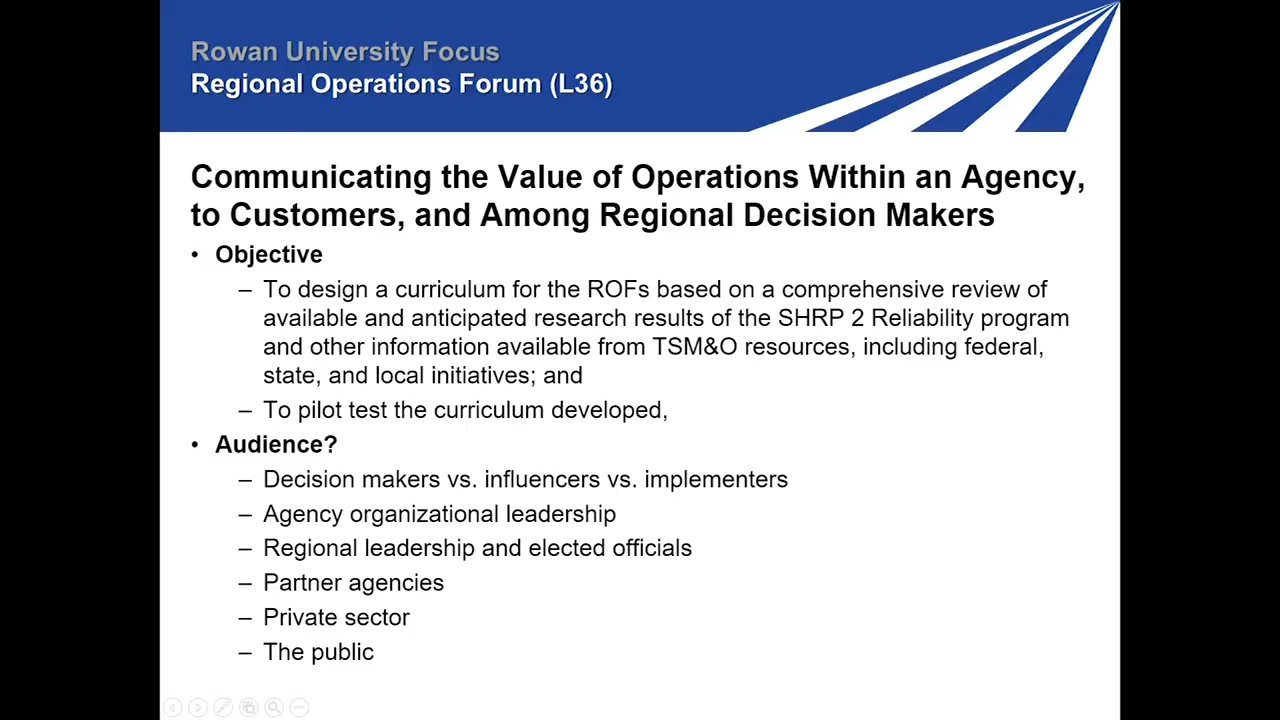 Rowan University Focus
Regional Operations Forum (L36)
Communicating the Value of Operations Within an Agency,
to Customers, and Among Regional Decision Makers
• Objective
– To design a curriculum for the ROFs based on a comprehensive review of
available and anticipated research results of the SHRP 2 Reliability program
and other information available from TSM&O resources, including federal,
state, and local initiatives; and
– To pilot test the curriculum developed,
• Audience?
– Decision makers vs. influencers vs. implementers
– Agency organizational leadership
– Regional leadership and elected officials
– Partner agencies
– Private sector
– The public